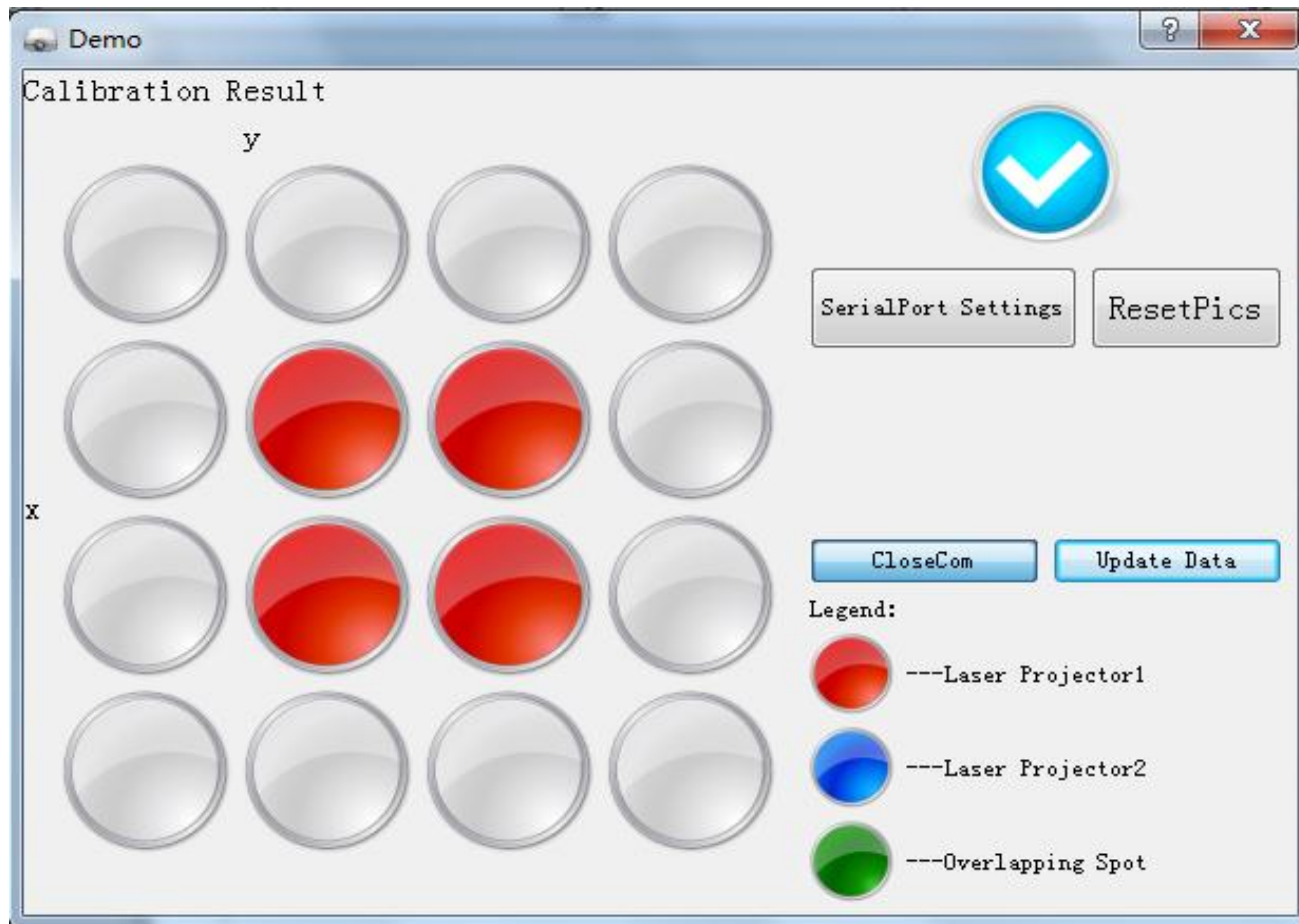 Demo
Calibration Result
y
x
SerialPort Settings
ResetPics
CloseCom
Update Data
Legend:
---Laser Projector1
---Laser Projector2
---Overlapping Spot